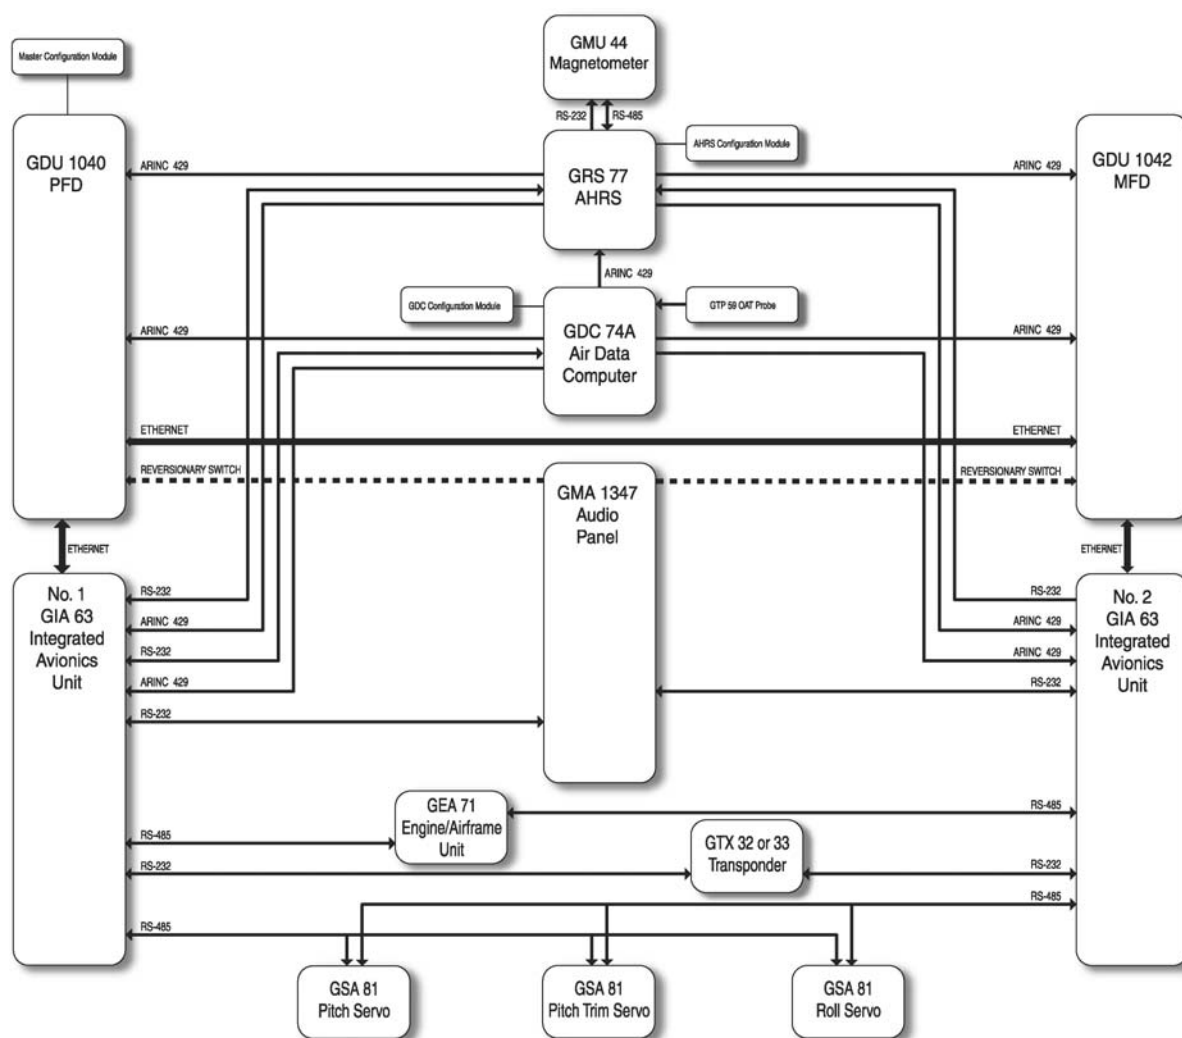 GMU 44
Magnetometer
Master Configuration Module
RS-232
RS-485
GDU 1040
PFD
AHRS Configuration Module
GDU 1042
MFD
ARINC 429
GRS 77
AHRS
ARINC 429
ARINC 429
GDC Configuration Module
GTP 59 OAT Probe
ARINC 429
GDC 74A
Air Data
Computer
ARINC 429
ETHERNET
ETHERNET
REVERSIONARY SWITCH
REVERSIONARY SWITCH
GMA 1347
Audio
Panel
ETHERNET
ETHERNET
No. 1
GIA 63
Integrated
Avionics
Unit
RS-232
ARINC 429
RS-232
ARINC 429
RS-232
No. 2
GIA 63
Integrated
Avionics
Unit
RS-232
ARINC 429
ARINC 429
RS-232
GEA 71
Engine/Airframe
Unit
RS-485
RS-485
GTX 32 or 33
Transponder
RS-232
RS-232
RS-485
RS-485
GSA 81
Pitch Servo
GSA 81
Pitch Trim Servo
GSA 81
Roll Servo